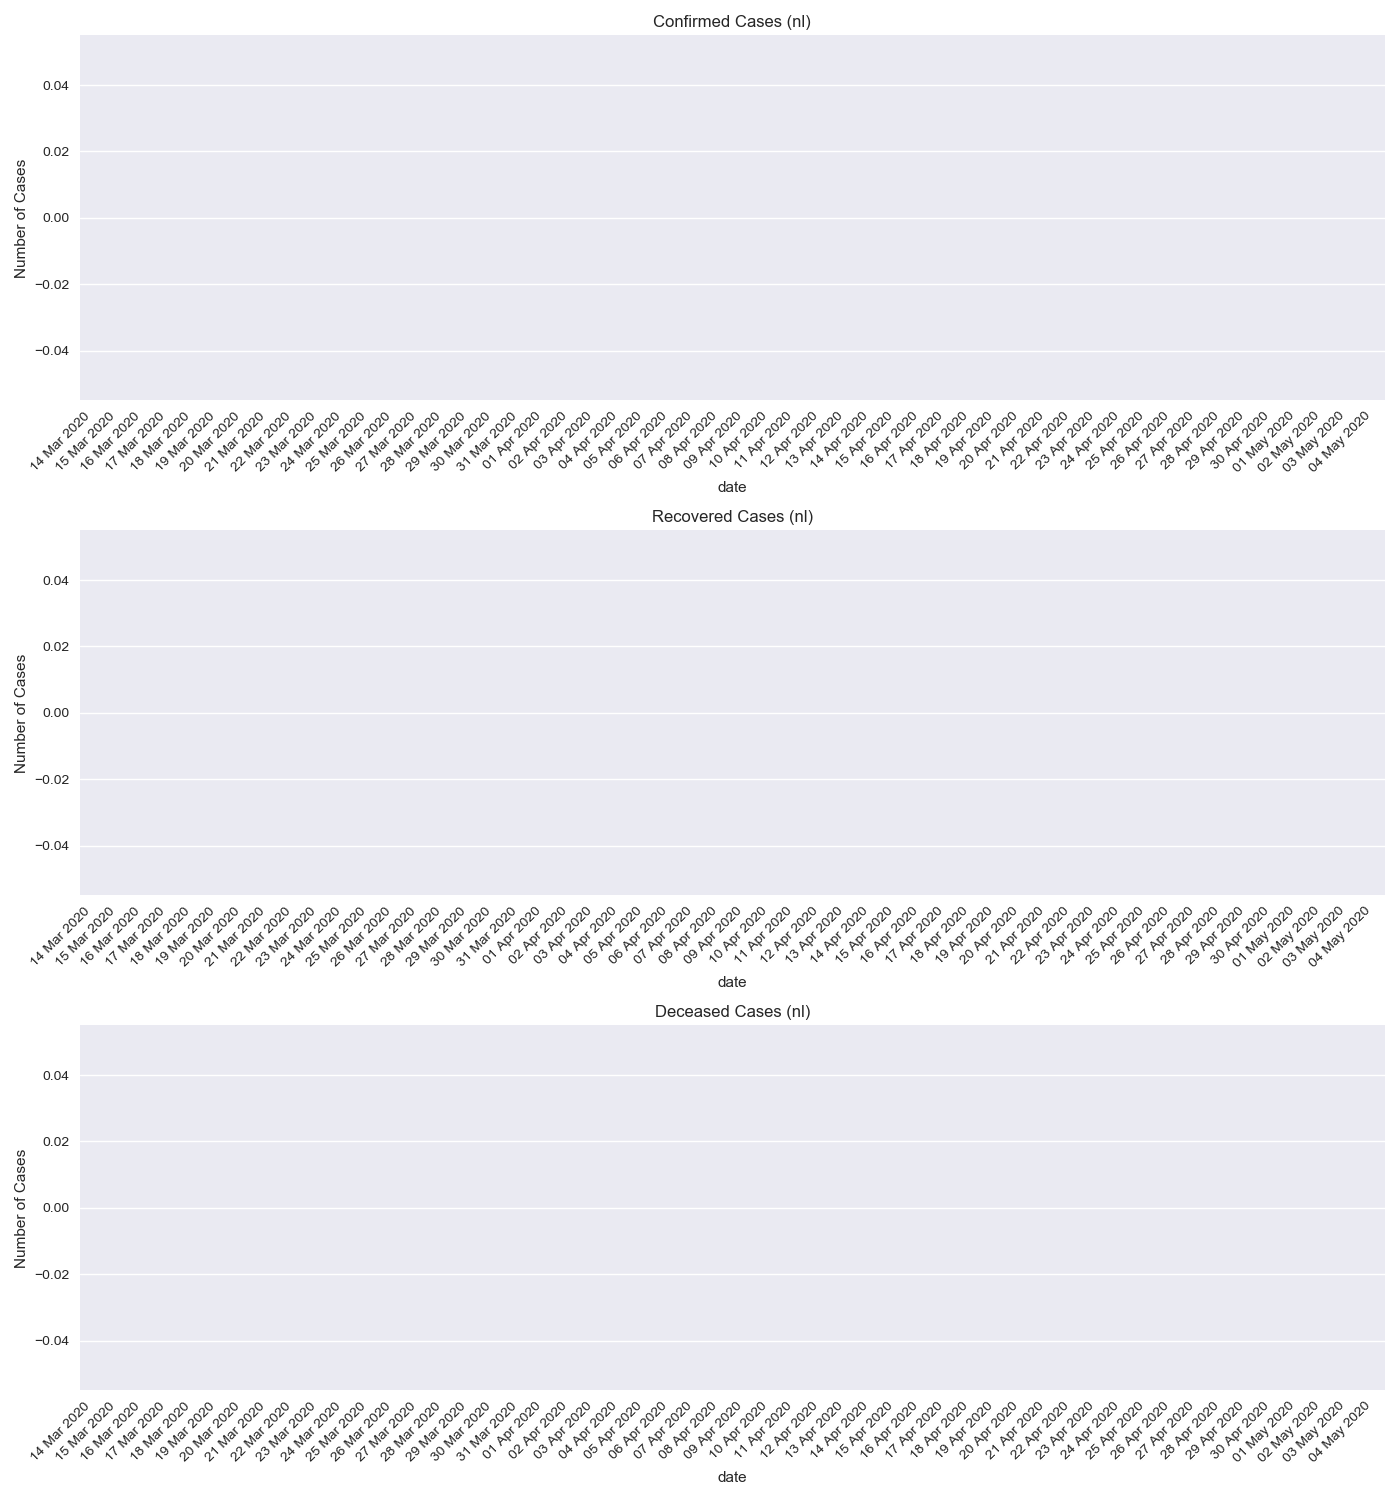 Confirmed Cases (nl)
0.04
0.02
0.00
−0.02
−0.04
Number of Cases
14 Mar 2020
15 Mar 2020
16 Mar 2020
17 Mar 2020
18 Mar 2020
19 Mar 2020
20 Mar 2020
21 Mar 2020
22 Mar 2020
23 Mar 2020
24 Mar 2020
25 Mar 2020
26 Mar 2020
27 Mar 2020
28 Mar 2020
29 Mar 2020
30 Mar 2020
31 Mar 2020
01 Apr 2020
02 Apr 2020
03 Apr 2020
04 Apr 2020
05 Apr 2020
06 Apr 2020
07 Apr 2020
08 Apr 2020
09 Apr 2020
10 Apr 2020
11 Apr 2020
12 Apr 2020
13 Apr 2020
14 Apr 2020
15 Apr 2020
16 Apr 2020
17 Apr 2020
18 Apr 2020
19 Apr 2020
20 Apr 2020
21 Apr 2020
22 Apr 2020
23 Apr 2020
24 Apr 2020
25 Apr 2020
26 Apr 2020
27 Apr 2020
28 Apr 2020
29 Apr 2020
30 Apr 2020
01 May 2020
02 May 2020
03 May 2020
04 May 2020
date
Recovered Cases (nl)
0.04
0.02
0.00
−0.02
−0.04
Number of Cases
14 Mar 2020
15 Mar 2020
16 Mar 2020
17 Mar 2020
18 Mar 2020
19 Mar 2020
20 Mar 2020
21 Mar 2020
22 Mar 2020
23 Mar 2020
24 Mar 2020
25 Mar 2020
26 Mar 2020
27 Mar 2020
28 Mar 2020
29 Mar 2020
30 Mar 2020
31 Mar 2020
01 Apr 2020
02 Apr 2020
03 Apr 2020
04 Apr 2020
05 Apr 2020
06 Apr 2020
07 Apr 2020
08 Apr 2020
09 Apr 2020
10 Apr 2020
11 Apr 2020
12 Apr 2020
13 Apr 2020
14 Apr 2020
15 Apr 2020
16 Apr 2020
17 Apr 2020
18 Apr 2020
19 Apr 2020
20 Apr 2020
21 Apr 2020
22 Apr 2020
23 Apr 2020
24 Apr 2020
25 Apr 2020
26 Apr 2020
27 Apr 2020
28 Apr 2020
29 Apr 2020
30 Apr 2020
01 May 2020
02 May 2020
03 May 2020
04 May 2020
date
Deceased Cases (nl)
0.04
0.02
0.00
−0.02
−0.04
Number of Cases
14 Mar 2020
15 Mar 2020
16 Mar 2020
17 Mar 2020
18 Mar 2020
19 Mar 2020
20 Mar 2020
21 Mar 2020
22 Mar 2020
23 Mar 2020
24 Mar 2020
25 Mar 2020
26 Mar 2020
27 Mar 2020
28 Mar 2020
29 Mar 2020
30 Mar 2020
31 Mar 2020
01 Apr 2020
02 Apr 2020
03 Apr 2020
04 Apr 2020
05 Apr 2020
06 Apr 2020
07 Apr 2020
08 Apr 2020
09 Apr 2020
10 Apr 2020
11 Apr 2020
12 Apr 2020
13 Apr 2020
14 Apr 2020
15 Apr 2020
16 Apr 2020
17 Apr 2020
18 Apr 2020
19 Apr 2020
20 Apr 2020
21 Apr 2020
22 Apr 2020
23 Apr 2020
24 Apr 2020
25 Apr 2020
26 Apr 2020
27 Apr 2020
28 Apr 2020
29 Apr 2020
30 Apr 2020
01 May 2020
02 May 2020
03 May 2020
04 May 2020
date